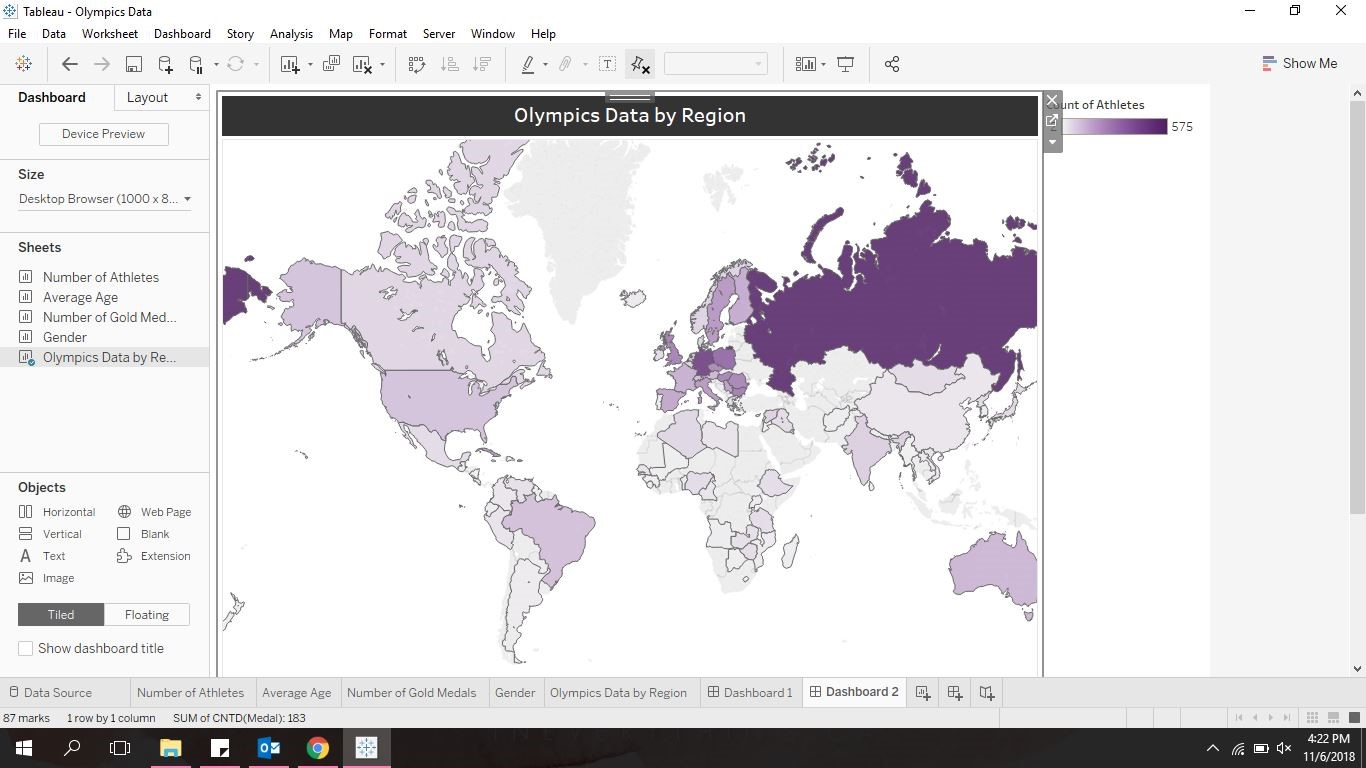 Tableau - Olympics Data
File Data Worksheet Dashboard Story Analysis Map Format Server Window Help
Show Me
Dashboard Layout
Device Preview
Size
Desktop Browser (1000 x 8...
Sheets
Number of Athletes
Average Age
Number of Gold Med...
Gender
Olympics Data by Re...
Objects
Horizontal Web Page
Vertical Blank
Text Extension
Image
Tiled Floating
Show dashboard title
Olympics Data by Region
ount of Athletes
575
Data Source Number of Athletes Average Age Number of Gold Medals Gender Olympics Data by Region Dashboard 1 Dashboard 2
87 marks 1 row by 1 column SUM of CNTD(Medal): 183
4:22 PM
11/6/2018